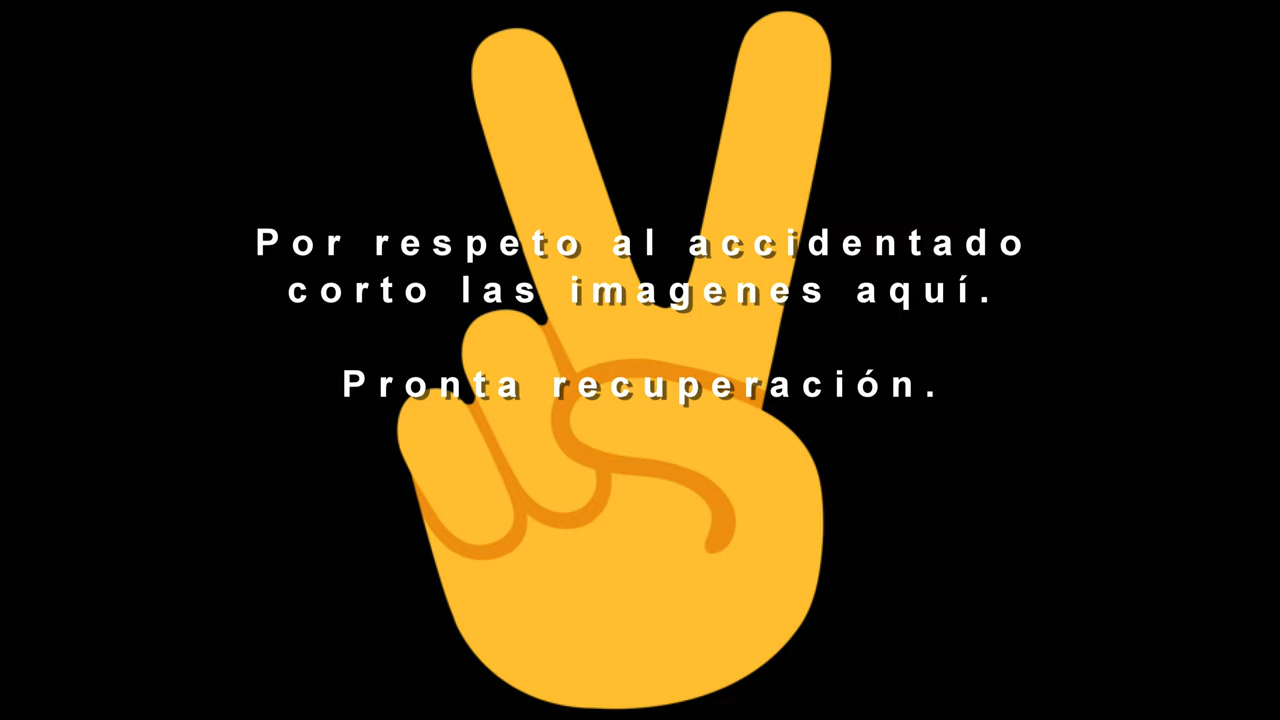 Por respeto al accidentado
corto las imagenes aquí.
Pronta recuperación.